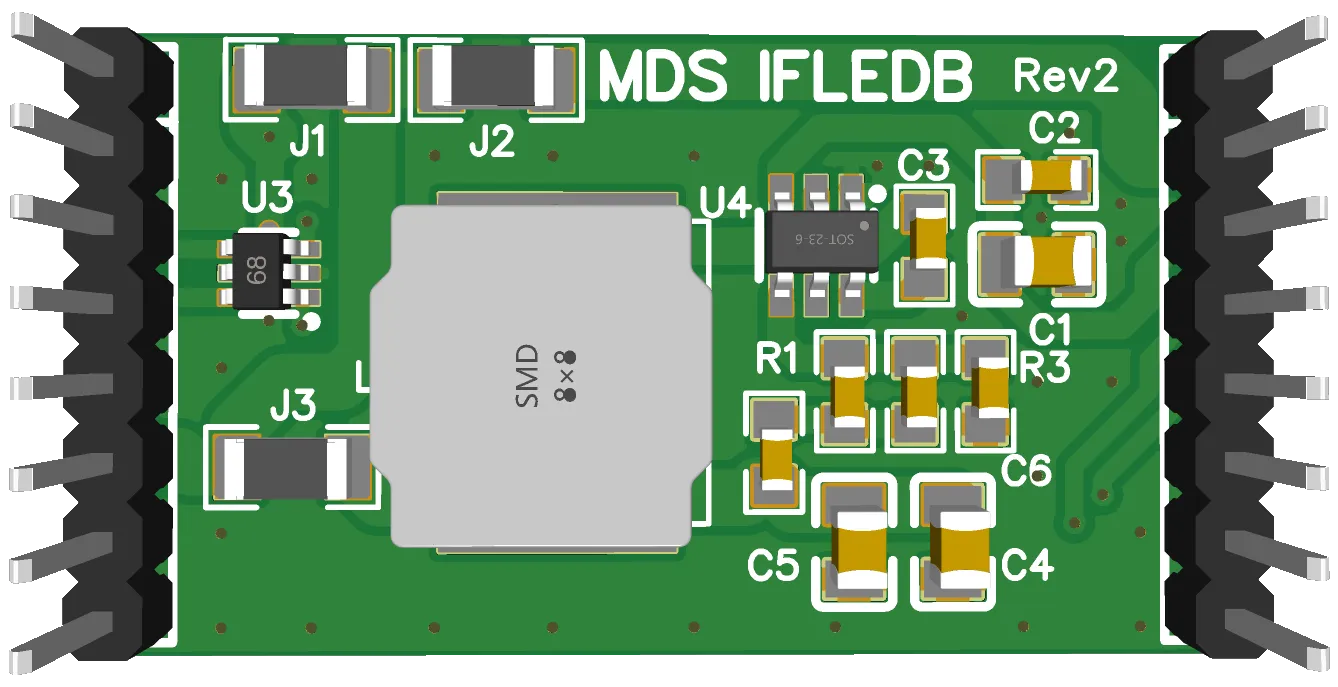 MDS IFLEDB Rev2
J1
J2
C2
C3
U3
U4
SOT-23-6
68
C1
R1
R3
SMD
8×8
L
J3
C6
C5
C4